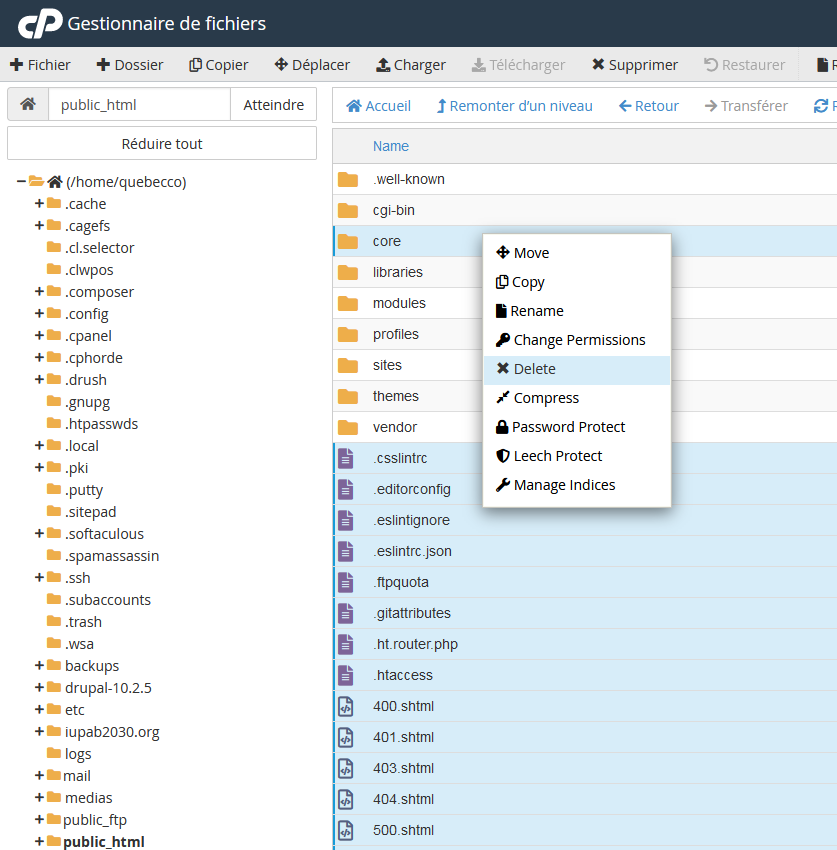 cP Gestionnaire de fichiers
Fichier Dossier Copier Déplacer Charger Télécharger Supprimer Restaurer R
public_html Atteindre
Accueil Remonter d'un niveau Retour Transférer R
Réduire tout
(/home/quebecco)
.cache
.cagefs
.cl.selector
.clwpos
.composer
.config
.cpanel
.cphorde
.drush
.gnupg
.htpasswds
.local
.pki
.putty
.sitepad
.softaculous
.spamassassin
.ssh
.subaccounts
.trash
.wsa
backups
drupal-10.2.5
etc
iupab2030.org
logs
mail
medias
public_ftp
public_html
Name
.well-known
cgi-bin
core
libraries
modules
profiles
sites
themes
vendor
.csslintrc
.editorconfig
.eslintignore
.eslintrc.json
.ftpquota
.gitattributes
.ht.router.php
.htaccess
400.shtml
401.shtml
403.shtml
404.shtml
500.shtml
Move
Copy
Rename
Change Permissions
Delete
Compress
Password Protect
Leech Protect
Manage Indices